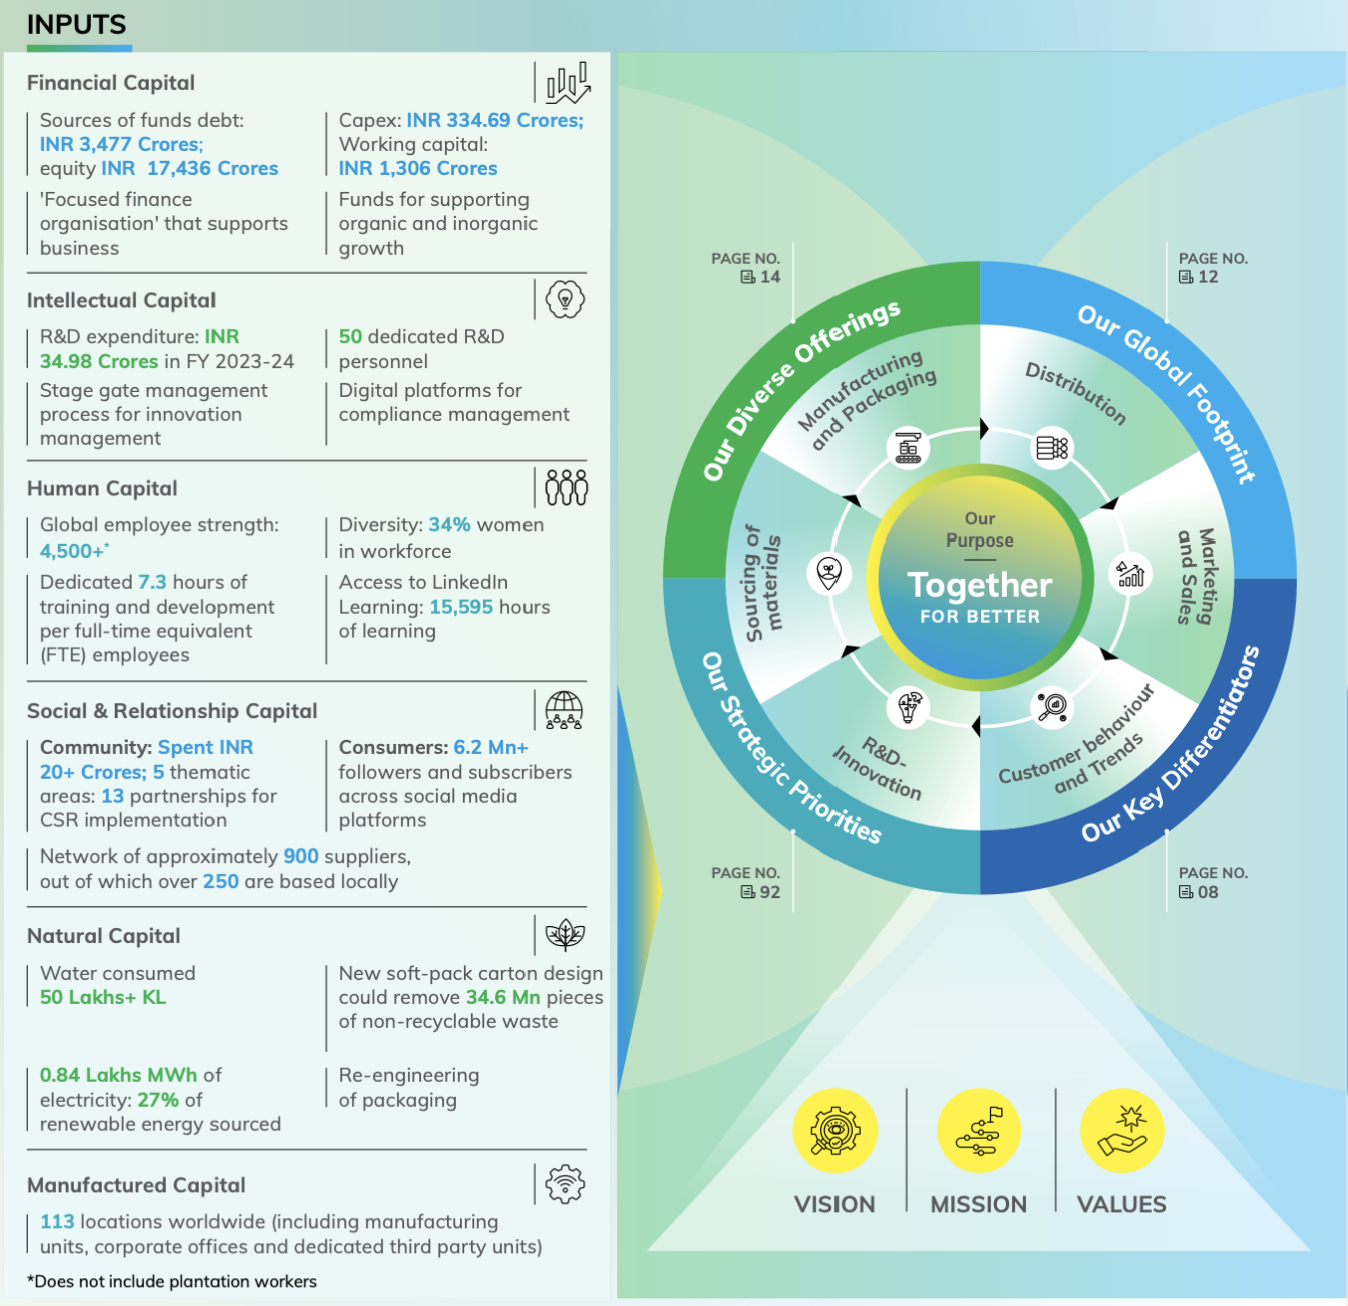 INPUTS
Financial Capital
Sources of funds debt:
INR 3,477 Crores;
equity INR 17,436 Crores
Capex: INR 334.69 Crores;
Working capital:
INR 1,306 Crores
'Focused finance
organisation' that supports
business
Funds for supporting
organic and inorganic
growth
Intellectual Capital
R&D expenditure: INR
34.98 Crores in FY 2023-24
50 dedicated R&D
personnel
Stage gate management
process for innovation
management
Digital platforms for
compliance management
Human Capital
Global employee strength:
4,500+*
Diversity: 34% women
in workforce
Dedicated 7.3 hours of
training and development
per full-time equivalent
(FTE) employees
Access to LinkedIn
Learning: 15,595 hours
of learning
Social & Relationship Capital
Community: Spent INR
20+ Crores; 5 thematic
areas: 13 partnerships for
CSR implementation
Consumers: 6.2 Mn+
followers and subscribers
across social media
platforms
Network of approximately 900 suppliers,
out of which over 250 are based locally
Natural Capital
Water consumed
50 Lakhs+ KL
New soft-pack carton design
could remove 34.6 Mn pieces
of non-recyclable waste
0.84 Lakhs MWh of
electricity: 27% of
renewable energy sourced
Re-engineering
of packaging
Manufactured Capital
113 locations worldwide (including manufacturing
units, corporate offices and dedicated third party units)
*Does not include plantation workers
PAGE NO.
14
PAGE NO.
12
Our Diverse Offerings
Our Global Footprint
Manufacturing
and Packaging
Distribution
Sourcing of
materials
Marketing
and Sales
Our
Purpose
Together
FOR BETTER
R&D-
Innovation
Customer behaviour
and Trends
Our Strategic Priorities
Our Key Differentiators
PAGE NO.
92
PAGE NO.
08
VISION
MISSION
VALUES